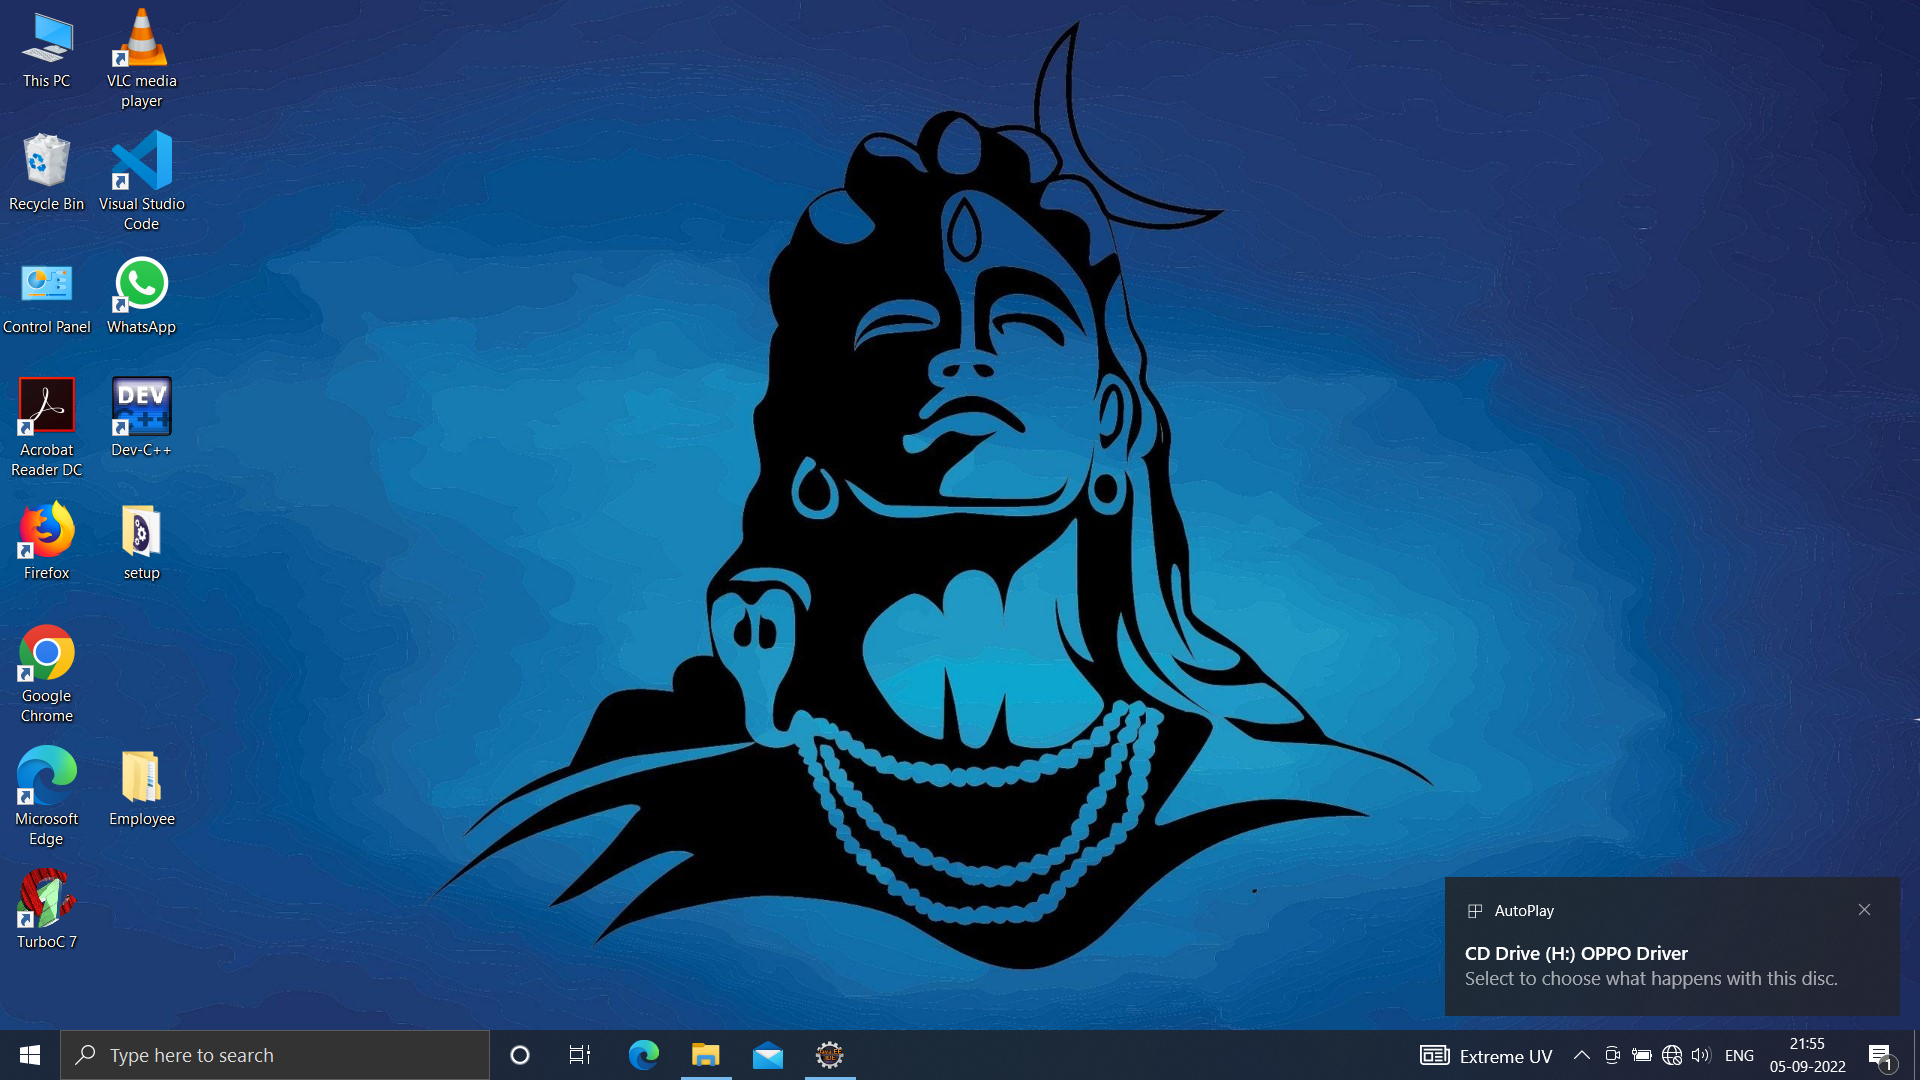 This PC
VLC media
player
Recycle Bin
Visual Studio
Code
Control Panel
WhatsApp
Acrobat
Reader DC
DEV
C++
Dev-C++
Firefox
setup
Google
Chrome
Microsoft
Edge
Employee
TurboC 7
AutoPlay
CD Drive (H:) OPPO Driver
Select to choose what happens with this disc.
Type here to search
Extreme UV
ENG
21:55
05-09-2022
1